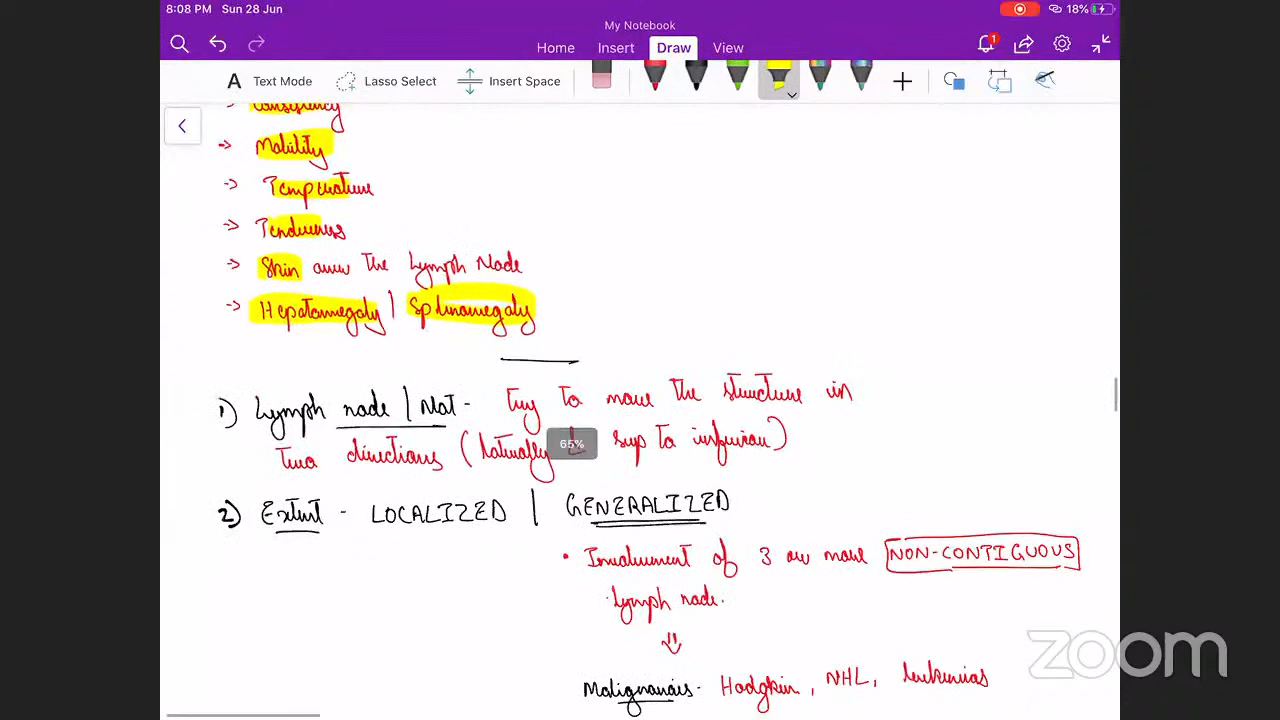 8:08 PM Sun 28 Jun
18%
My Notebook
Home Insert Draw View
1
Text Mode Lasso Select Insert Space
Consistency
→ Mobility
→ Temperature
→ Tenderness
→ Skin over the Lymph Node
→ Hepatomegaly | Splenomegaly
1) Lymph node / Not - try to move the structure in
two directions (laterally & sup to inferior)
65%
2) Extent - LOCALIZED | GENERALIZED
• Involvement of 3 or more NON-CONTIGUOUS
lymph node.
Malignancies - Hodgkin, NHL, leukemias
zoom